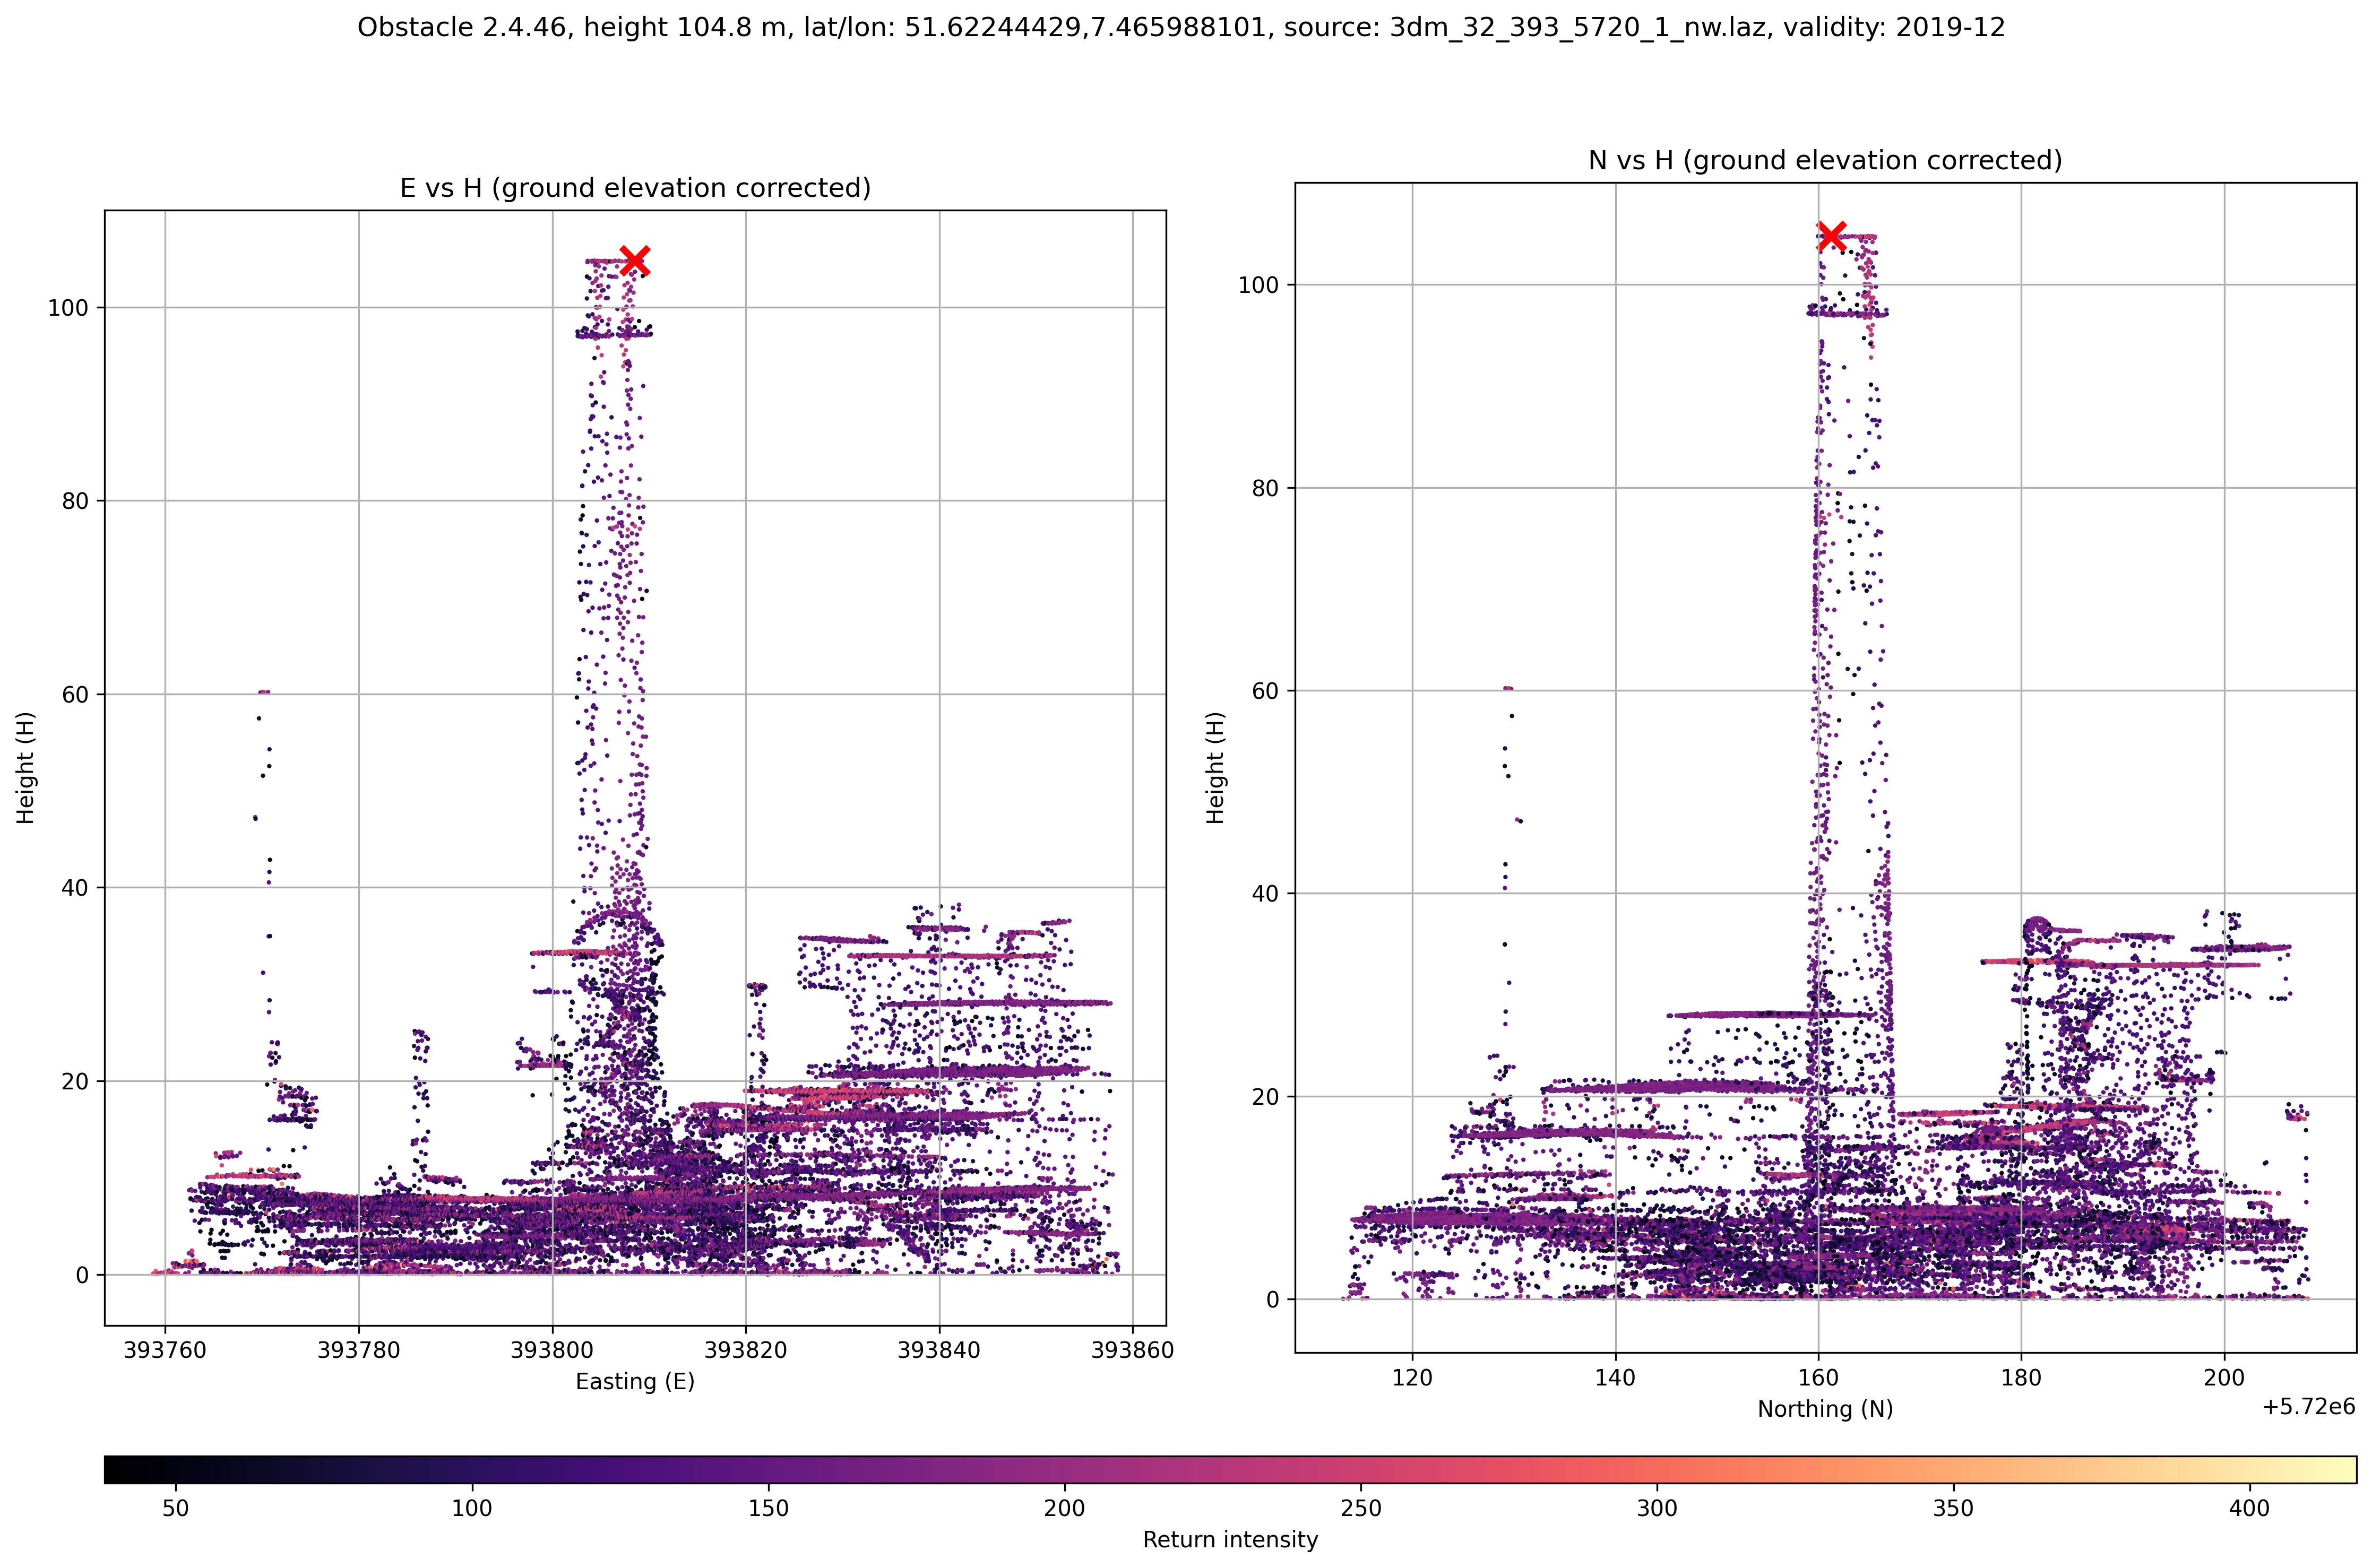 Obstacle 2.4.46, height 104.8 m, lat/lon: 51.62244429,7.465988101, source: 3dm_32_393_5720_1_nw.laz, validity: 2019-12
E vs H (ground elevation corrected)
N vs H (ground elevation corrected)
100
80
60
40
20
0
Height (H)
393760 393780 393800 393820 393840 393860
Easting (E)
100
80
60
40
20
0
Height (H)
120 140 160 180 200
+5.72e6
Northing (N)
50 100 150 200 250 300 350 400
Return intensity